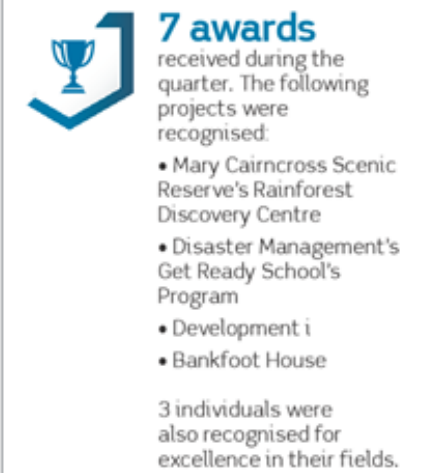 7 awards
received during the
quarter. The following
projects were
recognised:
• Mary Cairncross Scenic
Reserve's Rainforest
Discovery Centre
• Disaster Management's
Get Ready School's
Program
• Development i
• Bankfoot House
3 individuals were
also recognised for
excellence in their fields.